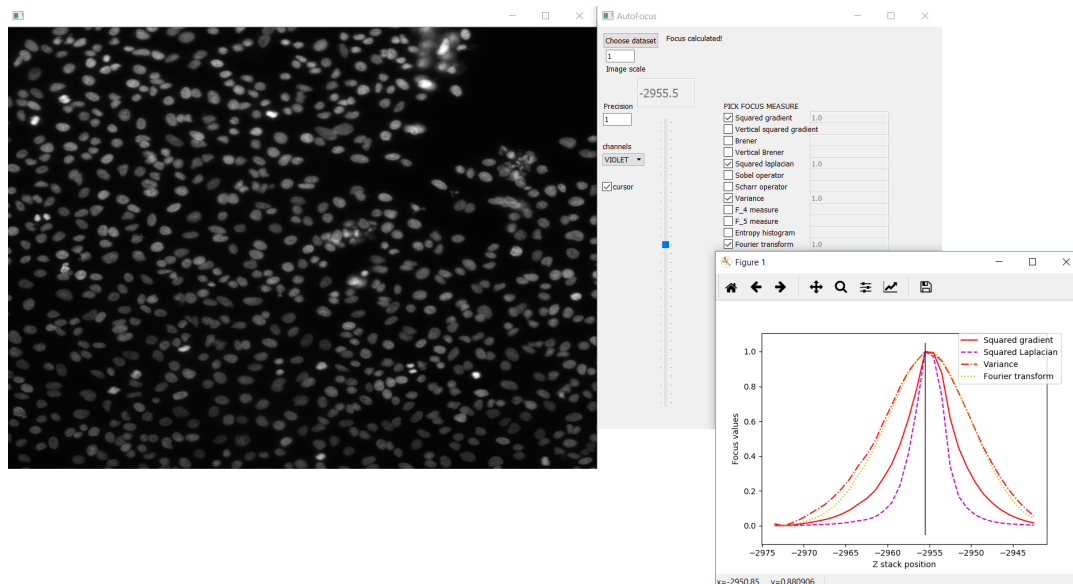 AutoFocus
Choose dataset
Focus calculated!
1
Image scale
-2955.5
Precision
1
channels
VIOLET
cursor
PICK FOCUS MEASURE
Squared gradient 1.0
Vertical squared gradient
Brener
Vertical Brener
Squared laplacian 1.0
Sobel operator
Scharr operator
Variance 1.0
F_4 measure
F_5 measure
Entropy histogram
Fourier transform 1.0
Figure 1
Squared gradient
Squared Laplacian
Variance
Fourier transform
1.0
0.8
0.6
0.4
0.2
0.0
Focus values
−2975 −2970 −2965 −2960 −2955 −2950 −2945
Z stack position
x=-2950.85 y=0.880906